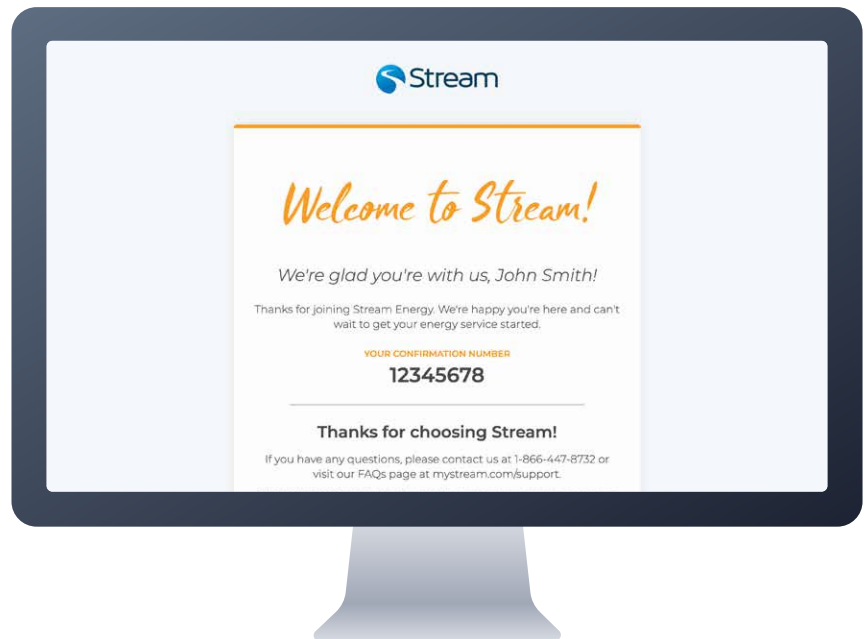 Stream
Welcome to Stream!
We're glad you're with us, John Smith!
Thanks for joining Stream Energy. We're happy you're here and can't
wait to get your energy service started.
YOUR CONFIRMATION NUMBER
12345678
Thanks for choosing Stream!
If you have any questions, please contact us at 1-866-447-8732 or
visit our FAQs page at mystream.com/support.